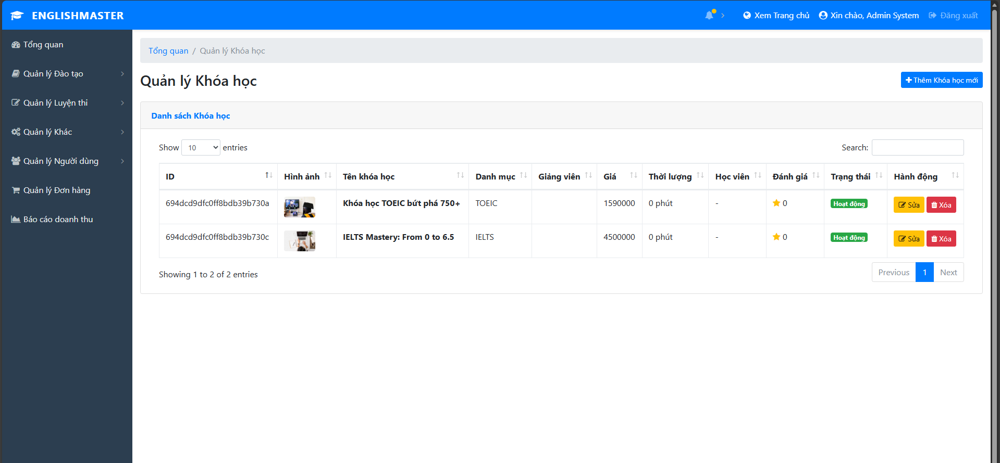 ENGLISHMASTER
Xem Trang chủ
Xin chào, Admin System
Đăng xuất
Tổng quan
Quản lý Đào tạo
Quản lý Luyện thi
Quản lý Khác
Quản lý Người dùng
Quản lý Đơn hàng
Báo cáo doanh thu
Tổng quan / Quản lý Khóa học
Quản lý Khóa học
Thêm Khóa học mới
Danh sách Khóa học
Show 10 entries
Search:
ID Hình ảnh Tên khóa học Danh mục Giảng viên Giá Thời lượng Học viên Đánh giá Trạng thái Hành động
694dcd9dfc0ff8bdb39b730a Khóa học TOEIC bứt phá 750+ TOEIC 1590000 0 phút - 0 Hoạt động Sửa Xóa
694dcd9dfc0ff8bdb39b730c IELTS Mastery: From 0 to 6.5 IELTS 4500000 0 phút - 0 Hoạt động Sửa Xóa
Showing 1 to 2 of 2 entries
Previous 1 Next